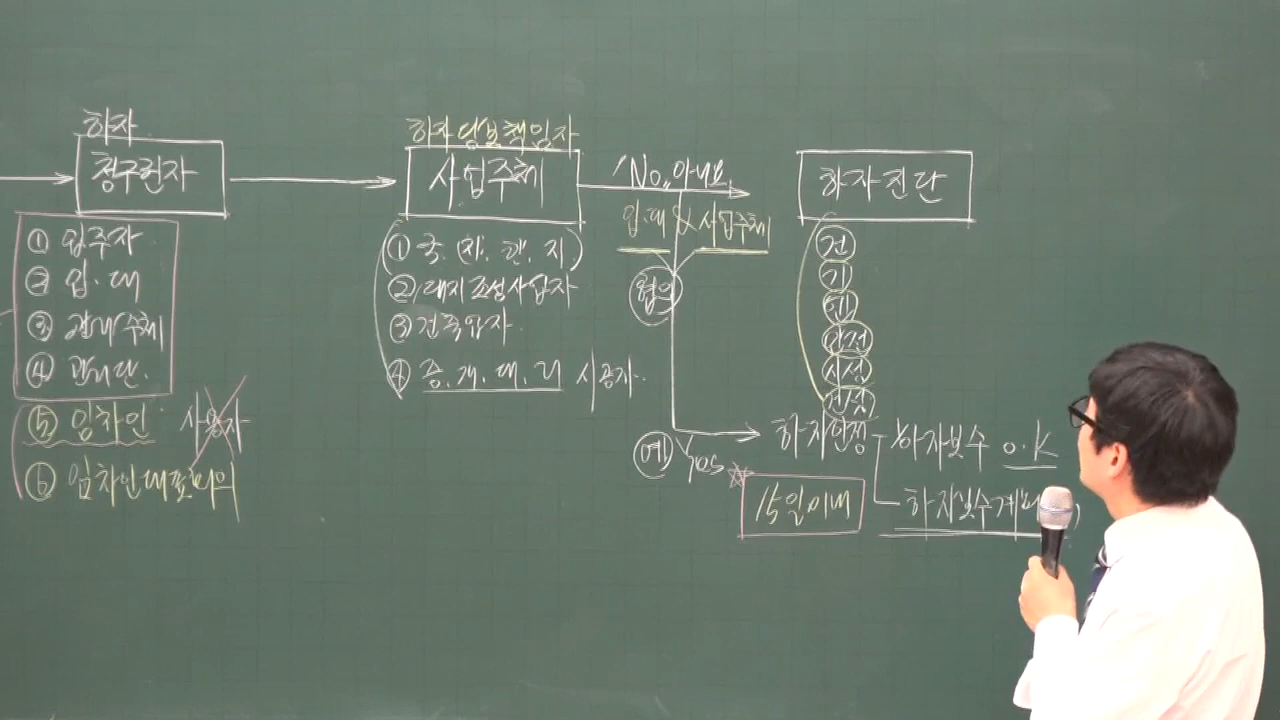 하자
청구권자
① 입주자
② 입.대
③ 관리주체
④ 관리단.
⑤ 임차인 사용자
⑥ 임차인대표회의
하자담보책임자
사업주체
① 국.(차.관.지.)
② 대지조성사업자
③ 건축업자.
④ 증.개.대.리 시공자.
"No" 아니요
입.대 & 사업주체
협의
예 yes
15일이내
하자진단
건
기
엔
안전
시설
건설
하자인정
하자보수 O.K
하자보수계